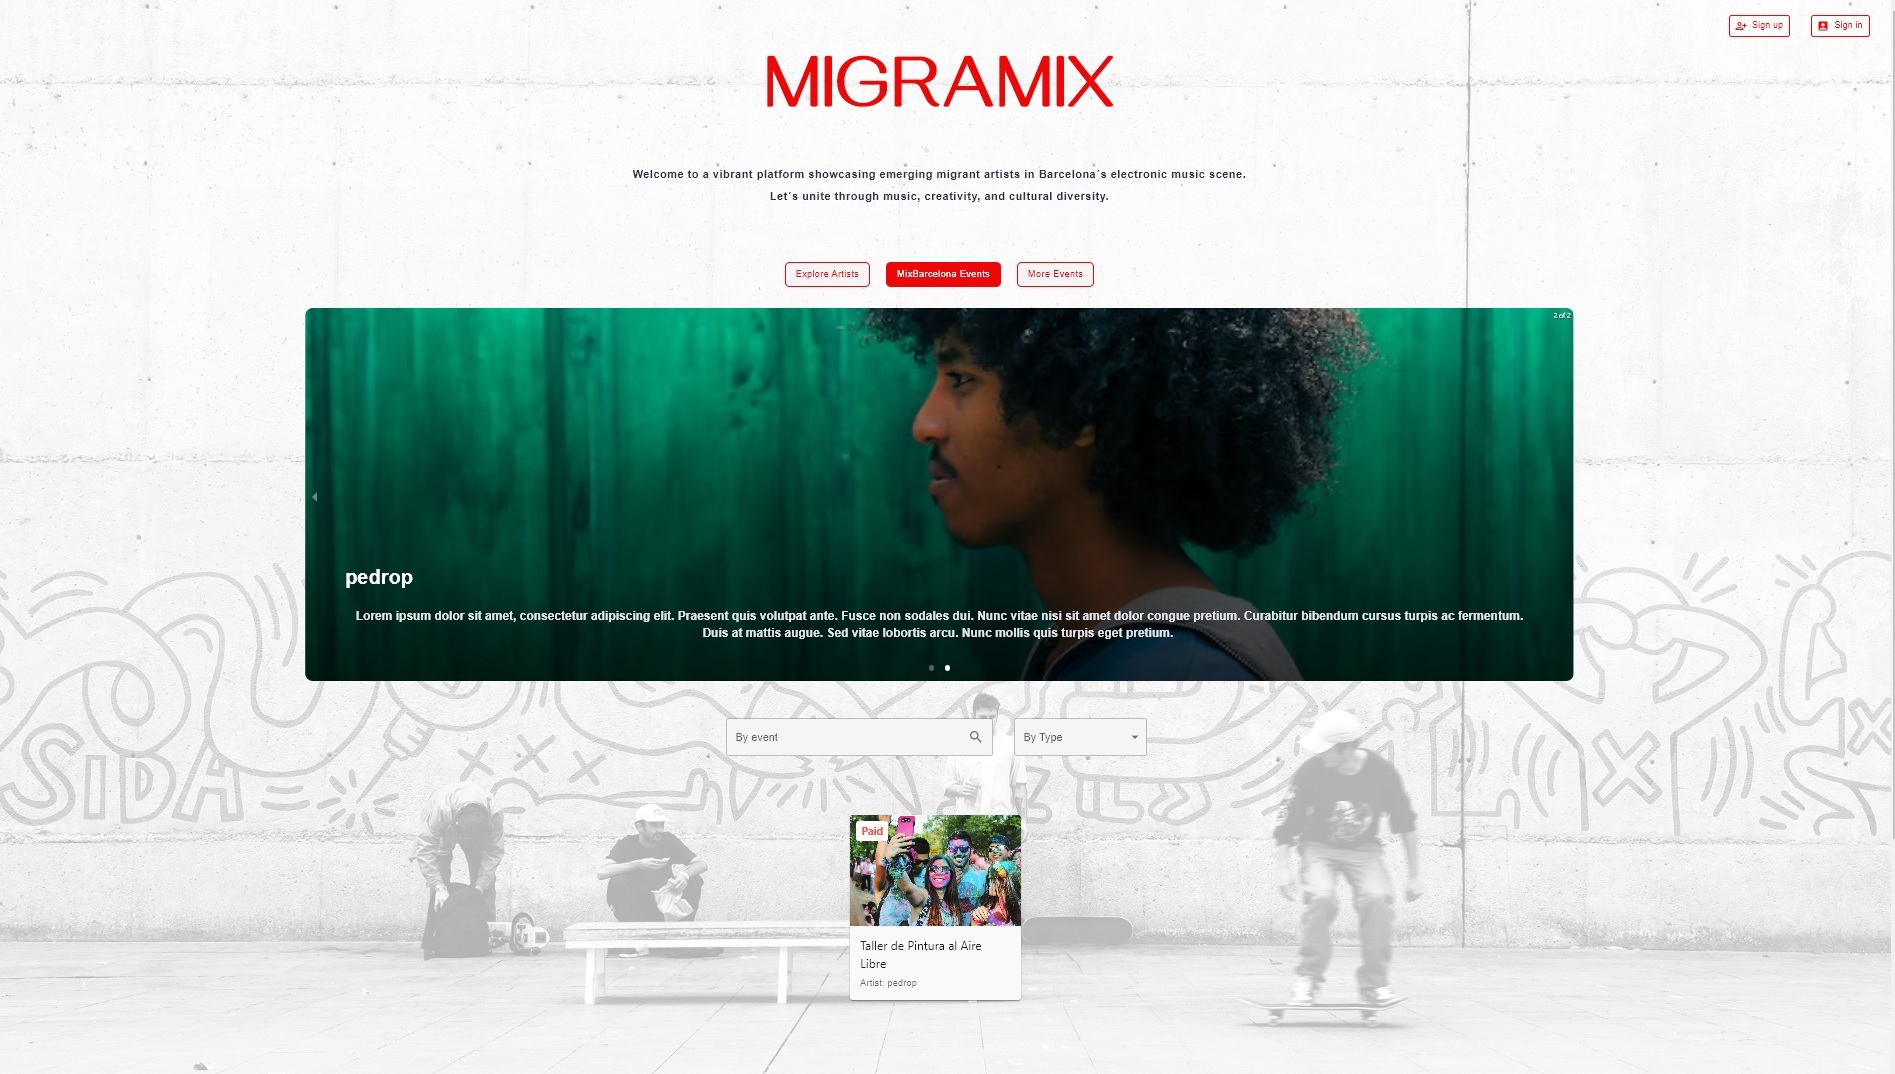 Sign up
Sign in
MIGRAMIX
Welcome to a vibrant platform showcasing emerging migrant artists in Barcelona´s electronic music scene.
Let´s unite through music, creativity, and cultural diversity.
Explore Artists
MixBarcelona Events
More Events
2 of 2
pedrop
Lorem ipsum dolor sit amet, consectetur adipiscing elit. Praesent quis volutpat ante. Fusce non sodales dui. Nunc vitae nisi sit amet dolor congue pretium. Curabitur bibendum cursus turpis ac fermentum.
Duis at mattis augue. Sed vitae lobortis arcu. Nunc mollis quis turpis eget pretium.
By event
By Type
SIDA
Paid
Taller de Pintura al Aire
Libre
Artist: pedrop